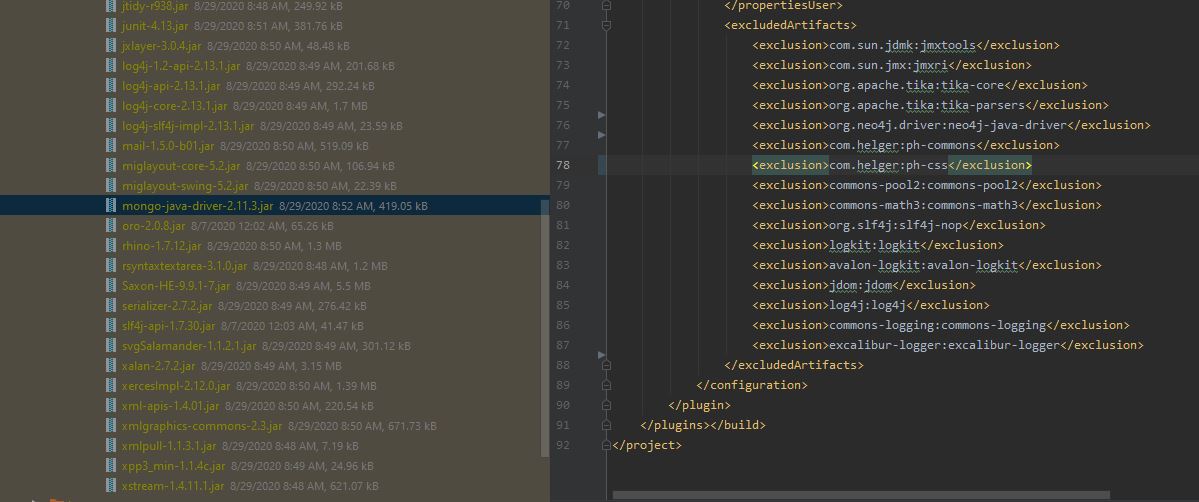 jtidy-r938.jar 8/29/2020 8:48 AM, 249.92 kB
junit-4.13.jar 8/29/2020 8:51 AM, 381.76 kB
jxlayer-3.0.4.jar 8/29/2020 8:50 AM, 48.48 kB
log4j-1.2-api-2.13.1.jar 8/29/2020 8:49 AM, 201.68 kB
log4j-api-2.13.1.jar 8/29/2020 8:49 AM, 292.24 kB
log4j-core-2.13.1.jar 8/29/2020 8:49 AM, 1.7 MB
log4j-slf4j-impl-2.13.1.jar 8/29/2020 8:49 AM, 23.59 kB
mail-1.5.0-b01.jar 8/29/2020 8:50 AM, 519.09 kB
miglayout-core-5.2.jar 8/29/2020 8:50 AM, 106.94 kB
miglayout-swing-5.2.jar 8/29/2020 8:50 AM, 22.39 kB
mongo-java-driver-2.11.3.jar 8/29/2020 8:52 AM, 419.05 kB
oro-2.0.8.jar 8/7/2020 12:02 AM, 65.26 kB
rhino-1.7.12.jar 8/29/2020 8:50 AM, 1.3 MB
rsyntaxtextarea-3.1.0.jar 8/29/2020 8:48 AM, 1.2 MB
Saxon-HE-9.9.1-7.jar 8/29/2020 8:49 AM, 5.5 MB
serializer-2.7.2.jar 8/29/2020 8:50 AM, 276.42 kB
slf4j-api-1.7.30.jar 8/7/2020 12:03 AM, 41.47 kB
svgSalamander-1.1.2.1.jar 8/29/2020 8:50 AM, 301.12 kB
xalan-2.7.2.jar 8/29/2020 8:49 AM, 3.15 MB
xercesImpl-2.12.0.jar 8/29/2020 8:50 AM, 1.39 MB
xml-apis-1.4.01.jar 8/29/2020 8:50 AM, 220.54 kB
xmlgraphics-commons-2.3.jar 8/29/2020 8:50 AM, 671.73 kB
xmlpull-1.1.3.1.jar 8/29/2020 8:48 AM, 7.19 kB
xpp3_min-1.1.4c.jar 8/29/2020 8:49 AM, 24.96 kB
xstream-1.4.11.1.jar 8/29/2020 8:48 AM, 621.07 kB
70 </propertiesUser>
71 <excludedArtifacts>
72 <exclusion>com.sun.jdmk:jmxtools</exclusion>
73 <exclusion>com.sun.jmx:jmxri</exclusion>
74 <exclusion>org.apache.tika:tika-core</exclusion>
75 <exclusion>org.apache.tika:tika-parsers</exclusion>
76 <exclusion>org.neo4j.driver:neo4j-java-driver</exclusion>
77 <exclusion>com.helger:ph-commons</exclusion>
78 <exclusion>com.helger:ph-css</exclusion>
79 <exclusion>commons-pool2:commons-pool2</exclusion>
80 <exclusion>commons-math3:commons-math3</exclusion>
81 <exclusion>org.slf4j:slf4j-nop</exclusion>
82 <exclusion>logkit:logkit</exclusion>
83 <exclusion>avalon-logkit:avalon-logkit</exclusion>
84 <exclusion>jdom:jdom</exclusion>
85 <exclusion>log4j:log4j</exclusion>
86 <exclusion>commons-logging:commons-logging</exclusion>
87 <exclusion>excalibur-logger:excalibur-logger</exclusion>
88 </excludedArtifacts>
89 </configuration>
90 </plugin>
91 </plugins></build>
92 </project>